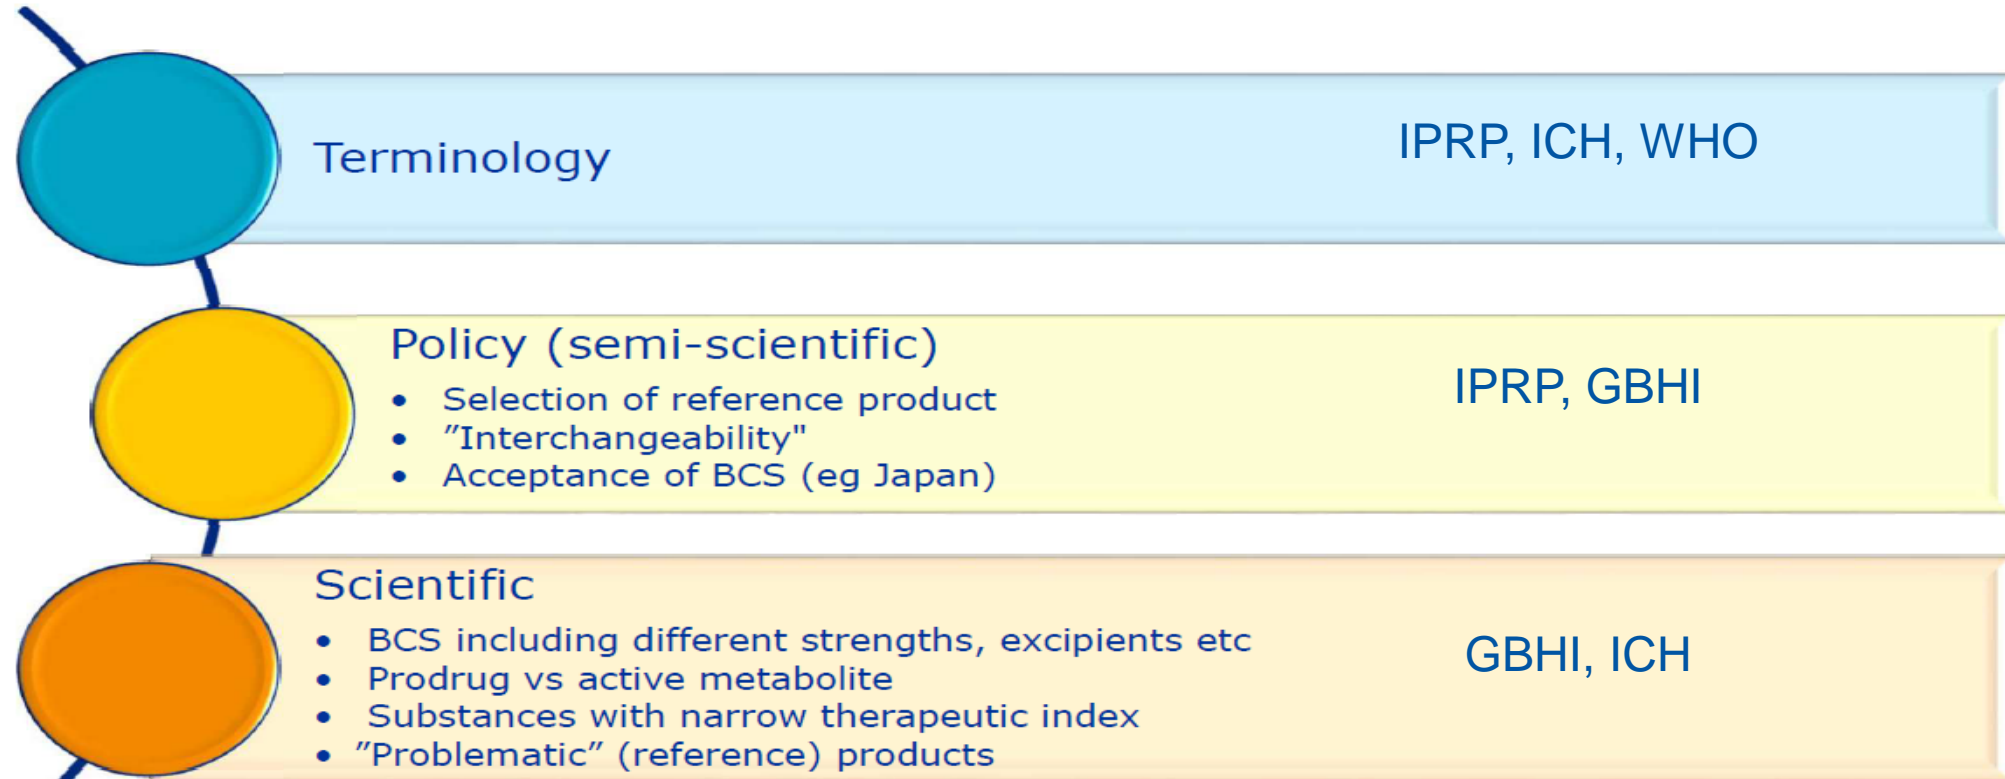 Terminology
IPRP, ICH, WHO
Policy (semi-scientific)
• Selection of reference product
• ”Interchangeability"
• Acceptance of BCS (eg Japan)
IPRP, GBHI
Scientific
• BCS including different strengths, excipients etc
• Prodrug vs active metabolite
• Substances with narrow therapeutic index
• ”Problematic” (reference) products
GBHI, ICH